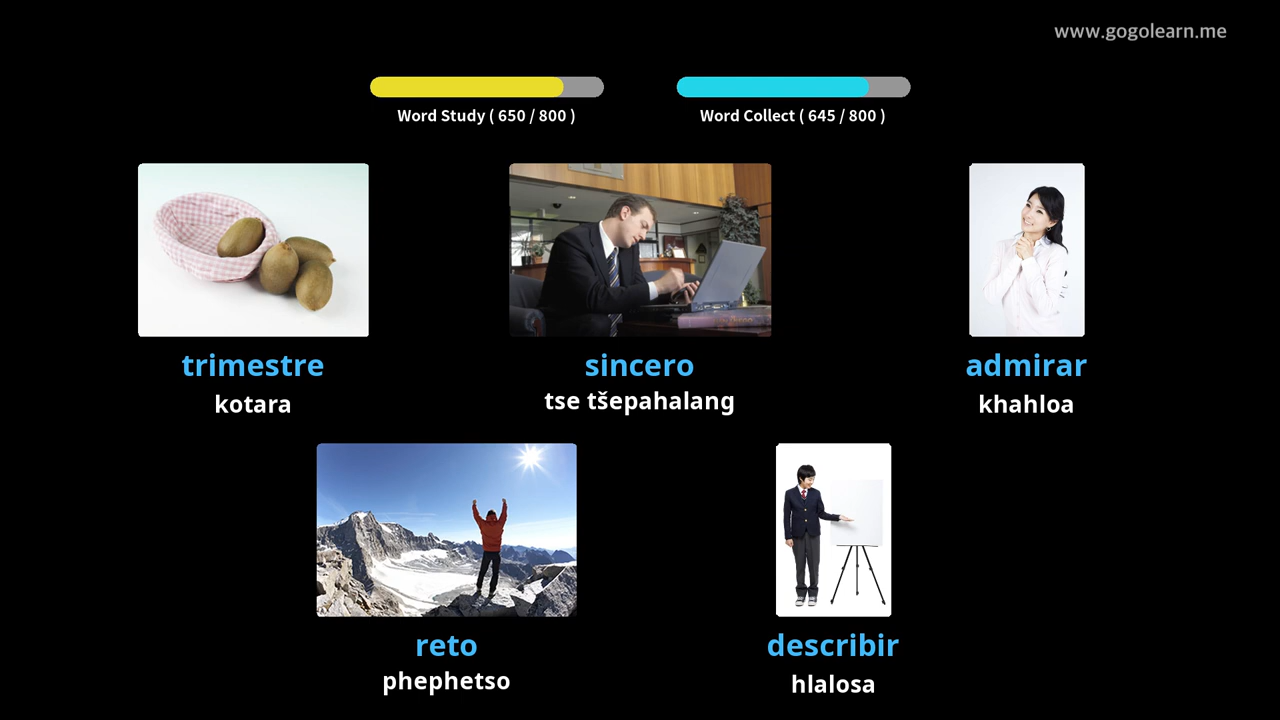 www.gogolearn.me
Word Study ( 650 / 800 )
Word Collect ( 645 / 800 )
trimestre
kotara
sincero
tse tšepahalang
admirar
khahloa
reto
phephetso
describir
hlalosa